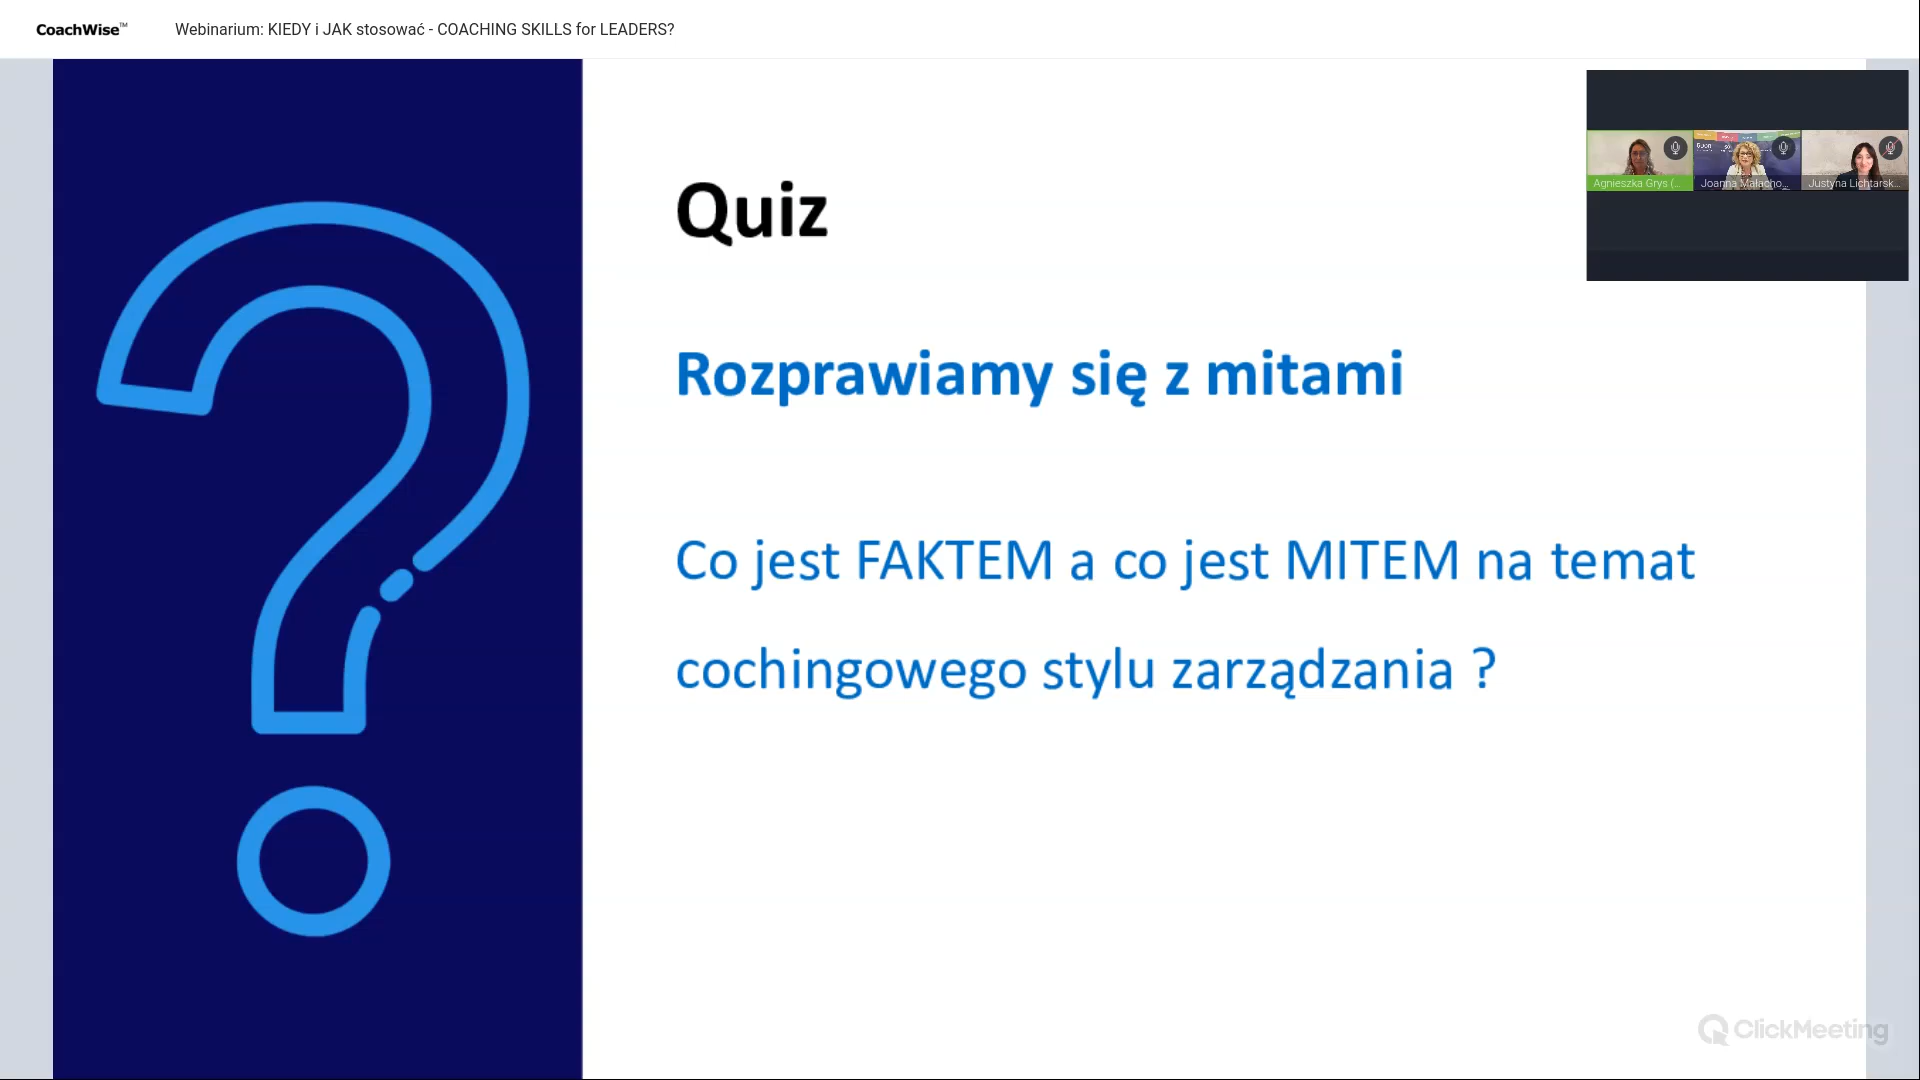 CoachWise™
Webinarium: KIEDY i JAK stosować - COACHING SKILLS for LEADERS?
Quiz
Rozprawiamy się z mitami
Co jest FAKTEM a co jest MITEM na temat
cochingowego stylu zarządzania ?
Agnieszka Grys (...
Joanna Małacho...
Justyna Lichtarsk...
ClickMeeting